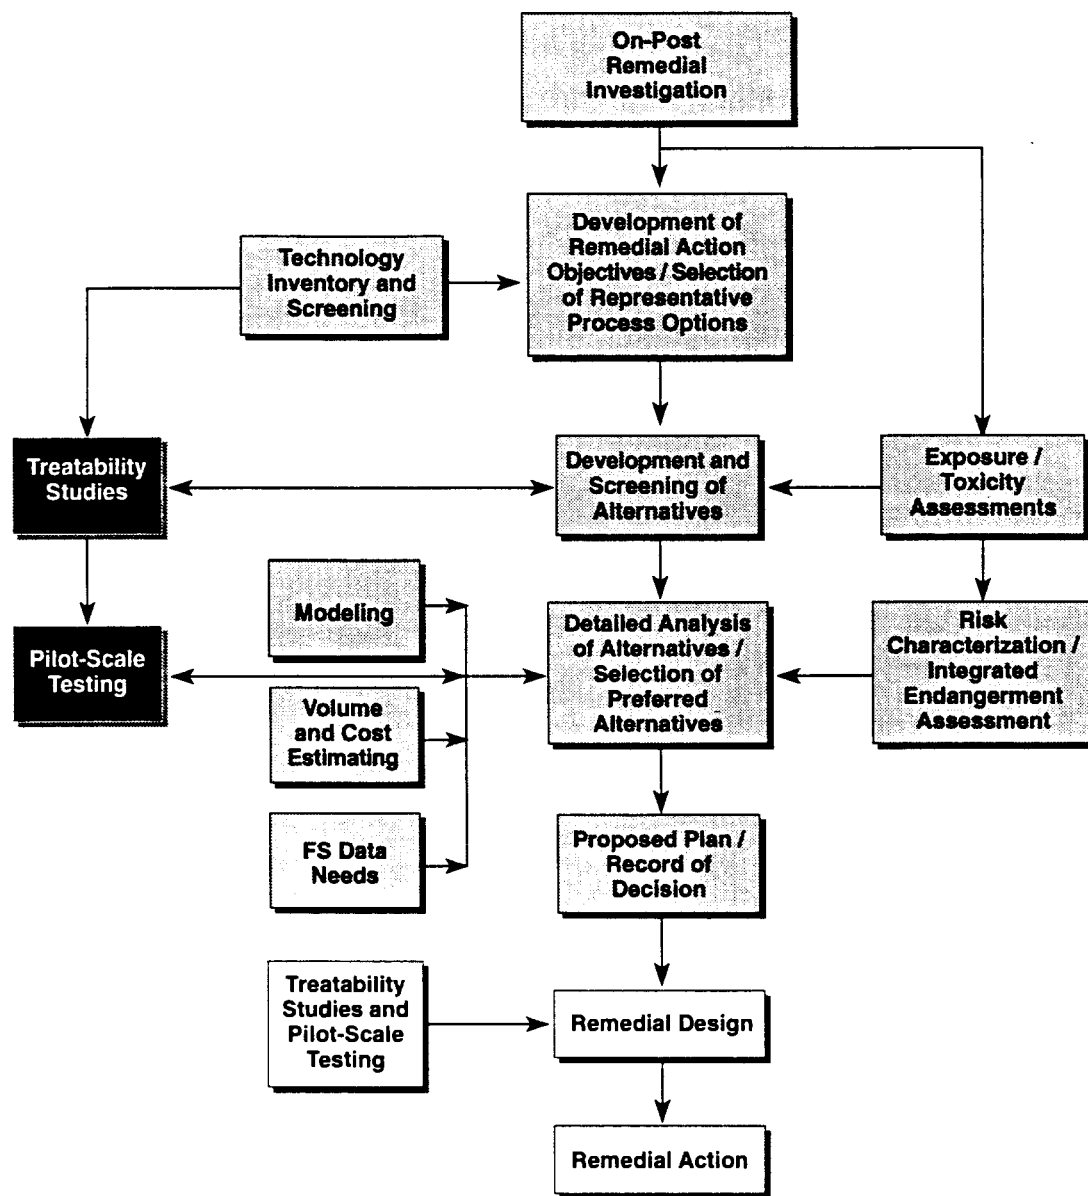 On-Post
Remedial
Investigation
Development of
Remedial Action
Objectives / Selection
of Representative
Process Options
Technology
Inventory and
Screening
Treatability
Studies
Development and
Screening of
Alternatives
Exposure /
Toxicity
Assessments
Modeling
Pilot-Scale
Testing
Detailed Analysis
of Alternatives /
Selection of
Preferred
Alternatives
Risk
Characterization /
Integrated
Endangerment
Assessment
Volume
and Cost
Estimating
FS Data
Needs
Proposed Plan /
Record of
Decision
Treatability
Studies and
Pilot-Scale
Testing
Remedial Design
Remedial Action